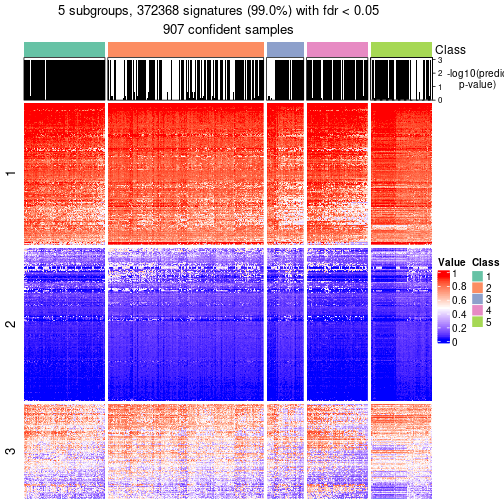 5 subgroups, 372368 signatures (99.0%) with fdr < 0.05
907 confident samples
Class
3
2
1
0
-log10(predi
p-value)
1
2
3
Value
1
0.8
0.6
0.4
0.2
0
Class
1
2
3
4
5